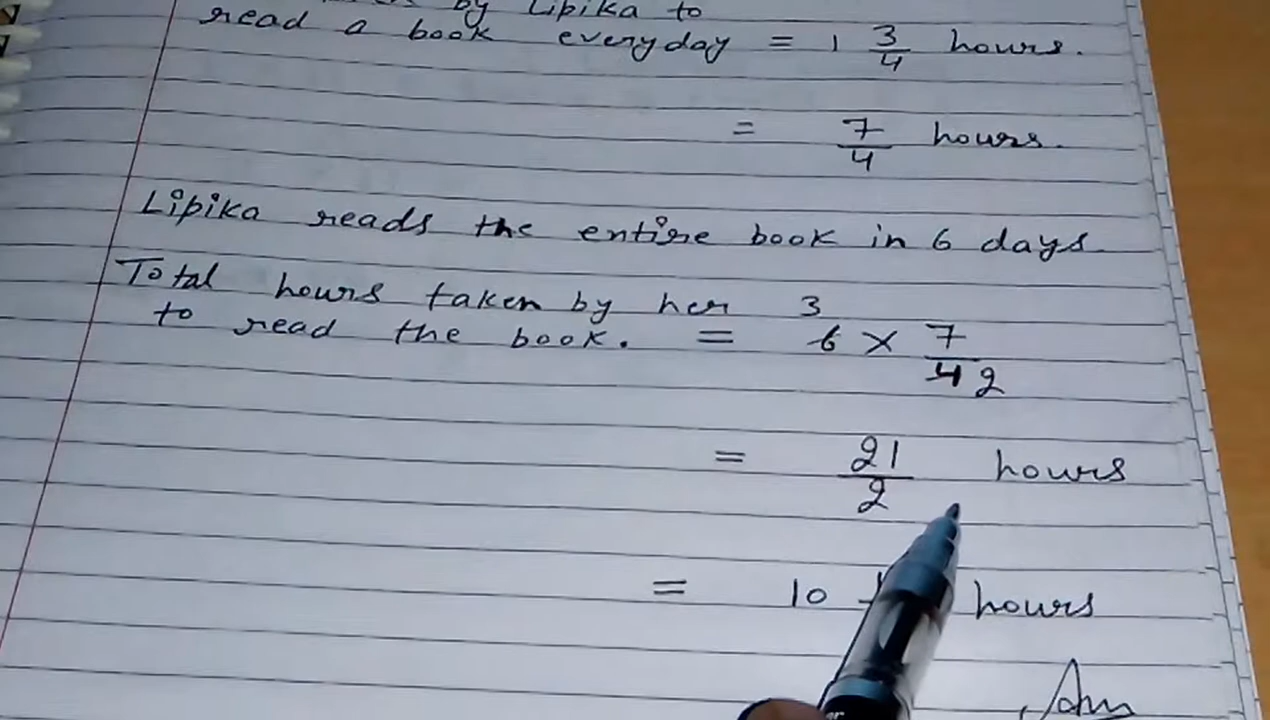 by Lipika to
read a book everyday = 1 3/4 hours.
= 7/4 hours.
Lipika reads the entire book in 6 days.
Total hours taken by her 3
to read the book. = 6 × 7/4 2
= 21/2 hours
= 10 hours
Ans